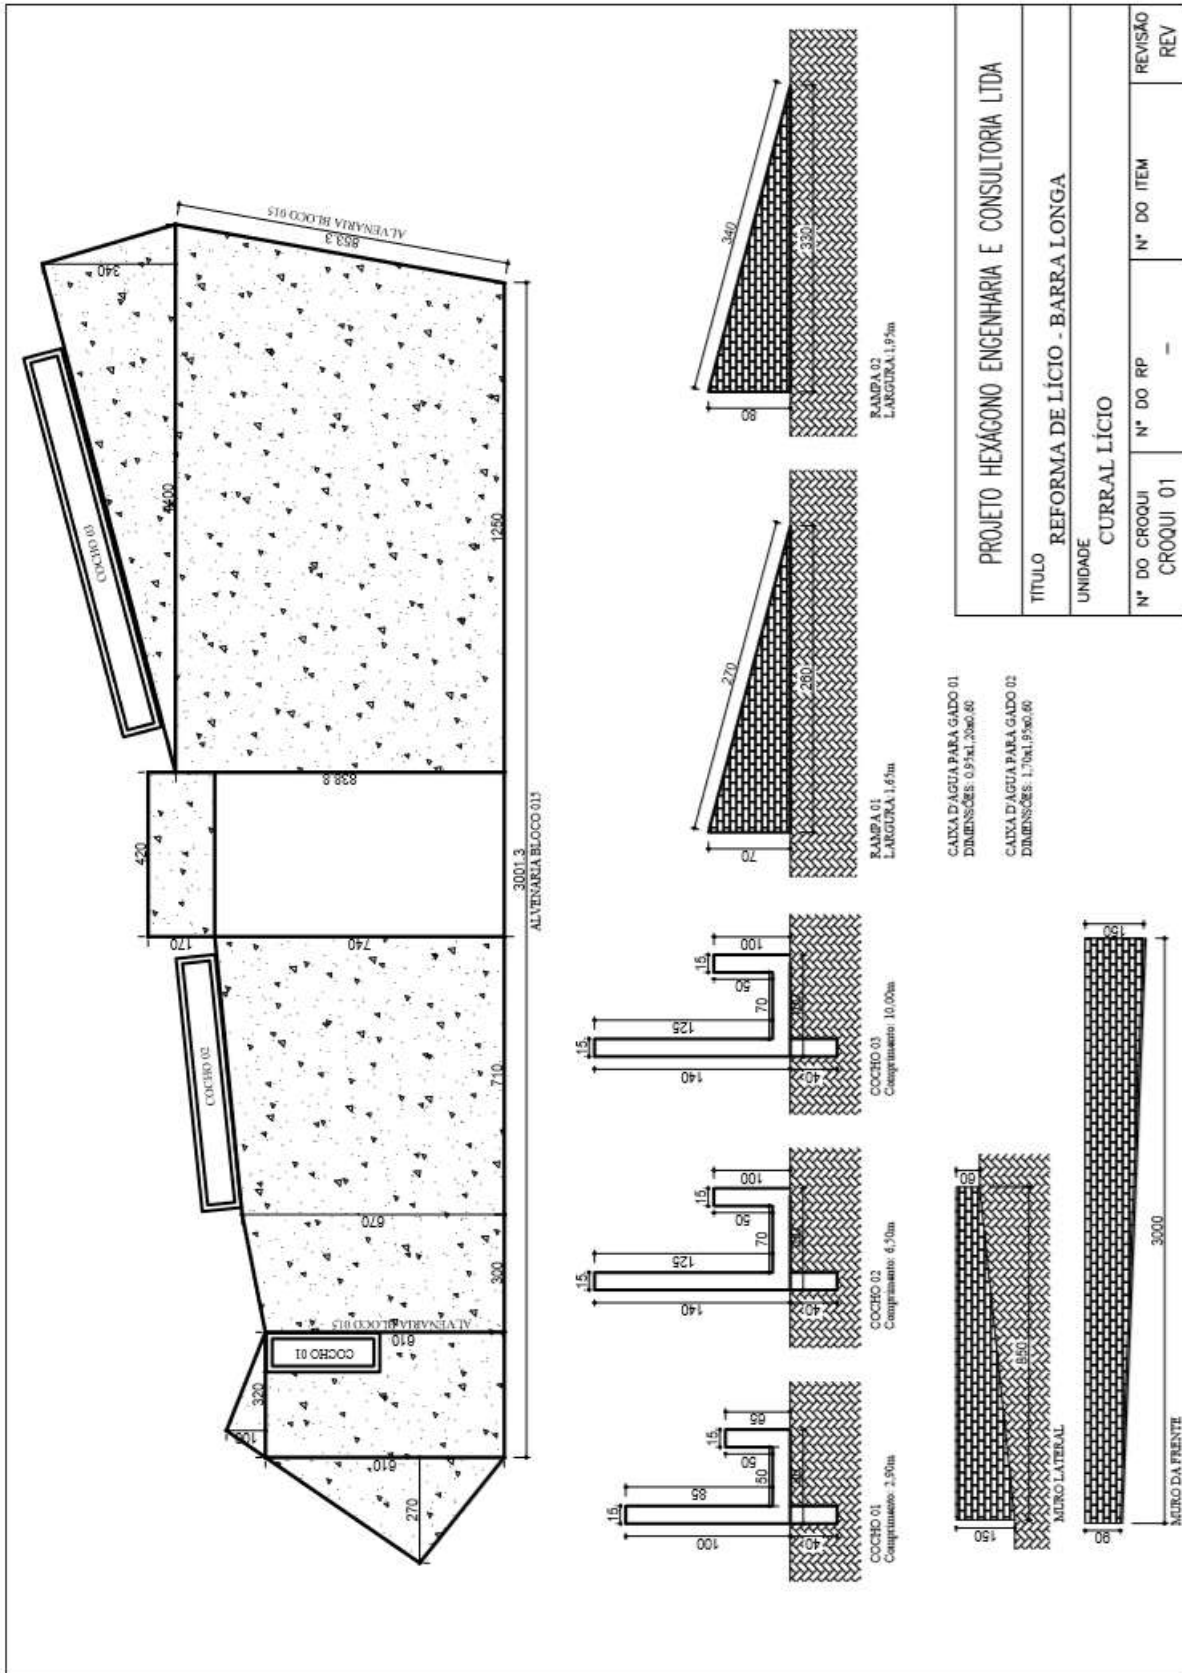 340
ALVENARIA BLOCO 015
853.3
COCHO 03
1250
838.8
420
170
740
COCHO 02
710
670
300
ALVENARIA BLOCO 015
610
COCHO 01
320
610
270
3001.3
ALVENARIA BLOCO 015
COCHO 01
Comprimento: 2,90m
15
85
100
40
50
50
15
65
COCHO 02
Comprimento: 6,50m
15
125
140
40
70
50
15
100
COCHO 03
Comprimento: 10,00m
15
125
140
40
70
50
15
100
RAMPA 01
LARGURA:1,65m
70
270
260
RAMPA 02
LARGURA:1,95m
80
340
330
MURO LATERAL
150
850
60
MURO DA FRENTE
90
3000
150
CAIXA D'AGUA PARA GADO 01
DIMENSÕES: 0,95x1,20x0,60
CAIXA D'AGUA PARA GADO 02
DIMENSÕES: 1,70x1,95x0,60
PROJETO HEXÁGONO ENGENHARIA E CONSULTORIA LTDA
TÍTULO
REFORMA DE LÍCIO - BARRA LONGA
UNIDADE
CURRAL LÍCIO
N° DO CROQUI N° DO RP N° DO ITEM REVISÃO
CROQUI 01 – REV